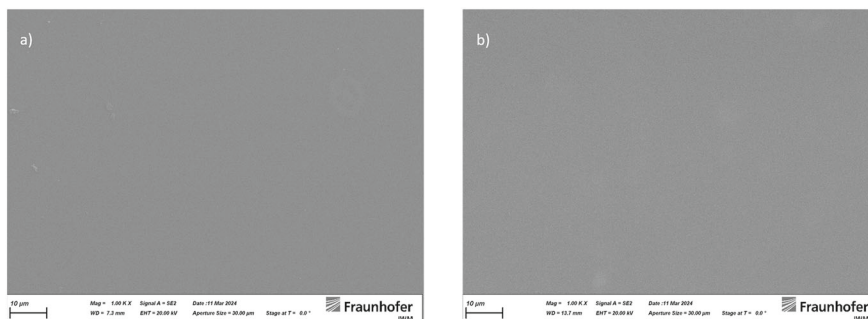 a)
10 µm
Mag = 1.00 K X Signal A = SE2 Date :11 Mar 2024
WD = 7.3 mm EHT = 20.00 kV Aperture Size = 30.00 µm Stage at T = 0.0 °
Fraunhofer
IWM
b)
10 µm
Mag = 1.00 K X Signal A = SE2 Date :11 Mar 2024
WD = 13.7 mm EHT = 20.00 kV Aperture Size = 30.00 µm Stage at T = 0.0 °
Fraunhofer